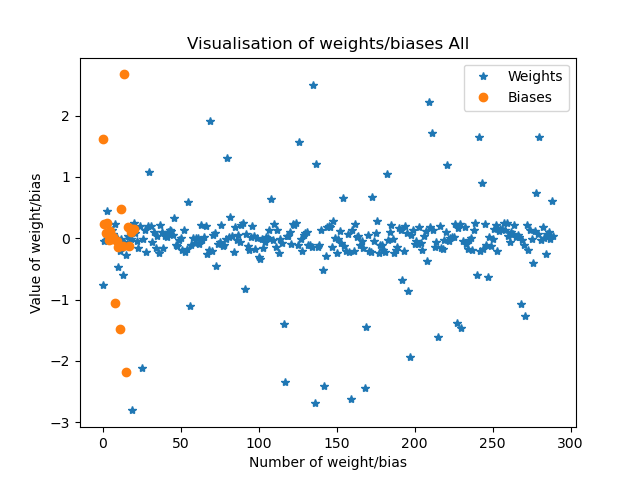 Visualisation of weights/biases All
Weights
Biases
Value of weight/bias
2
1
0
−1
−2
−3
0 50 100 150 200 250 300
Number of weight/bias